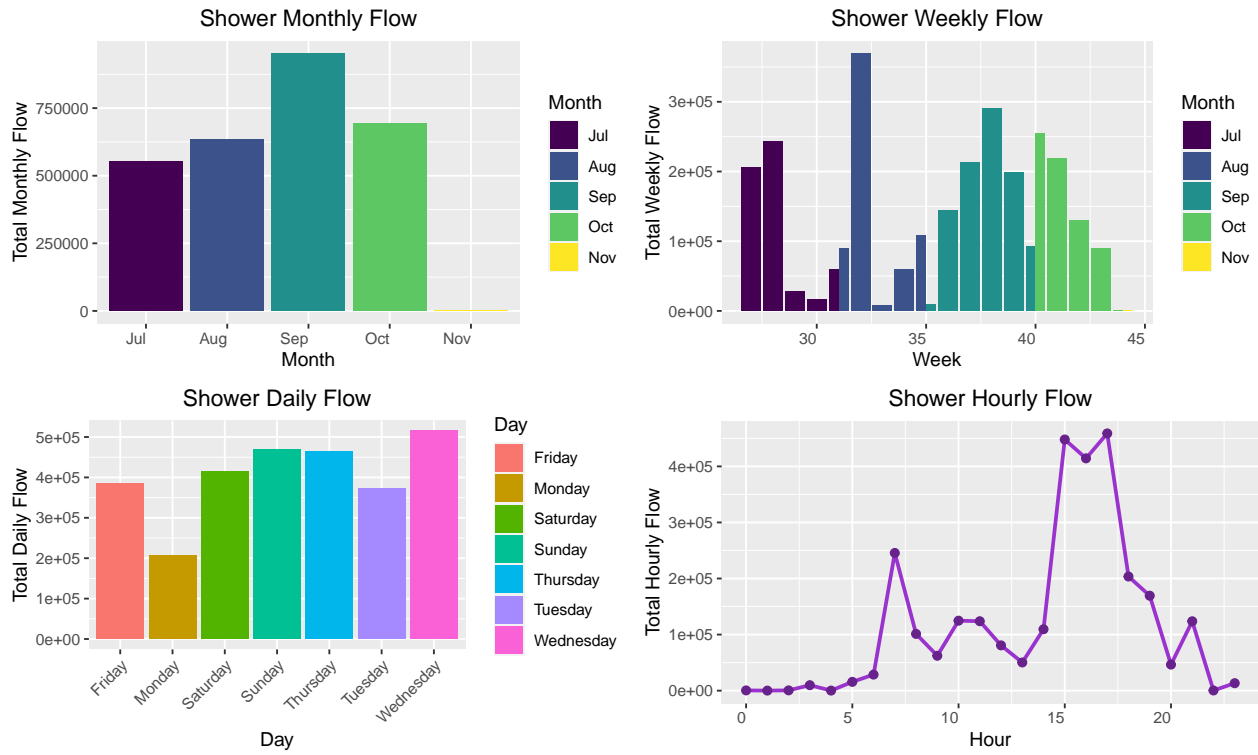 Shower Monthly Flow
Total Monthly Flow
750000
500000
250000
0
Jul Aug Sep Oct Nov
Month
Month
Jul
Aug
Sep
Oct
Nov
Shower Weekly Flow
Total Weekly Flow
3e+05
2e+05
1e+05
0e+00
30 35 40 45
Week
Month
Jul
Aug
Sep
Oct
Nov
Shower Daily Flow
Total Daily Flow
5e+05
4e+05
3e+05
2e+05
1e+05
0e+00
Friday Monday Saturday Sunday Thursday Tuesday Wednesday
Day
Day
Friday
Monday
Saturday
Sunday
Thursday
Tuesday
Wednesday
Shower Hourly Flow
Total Hourly Flow
4e+05
3e+05
2e+05
1e+05
0e+00
0 5 10 15 20
Hour